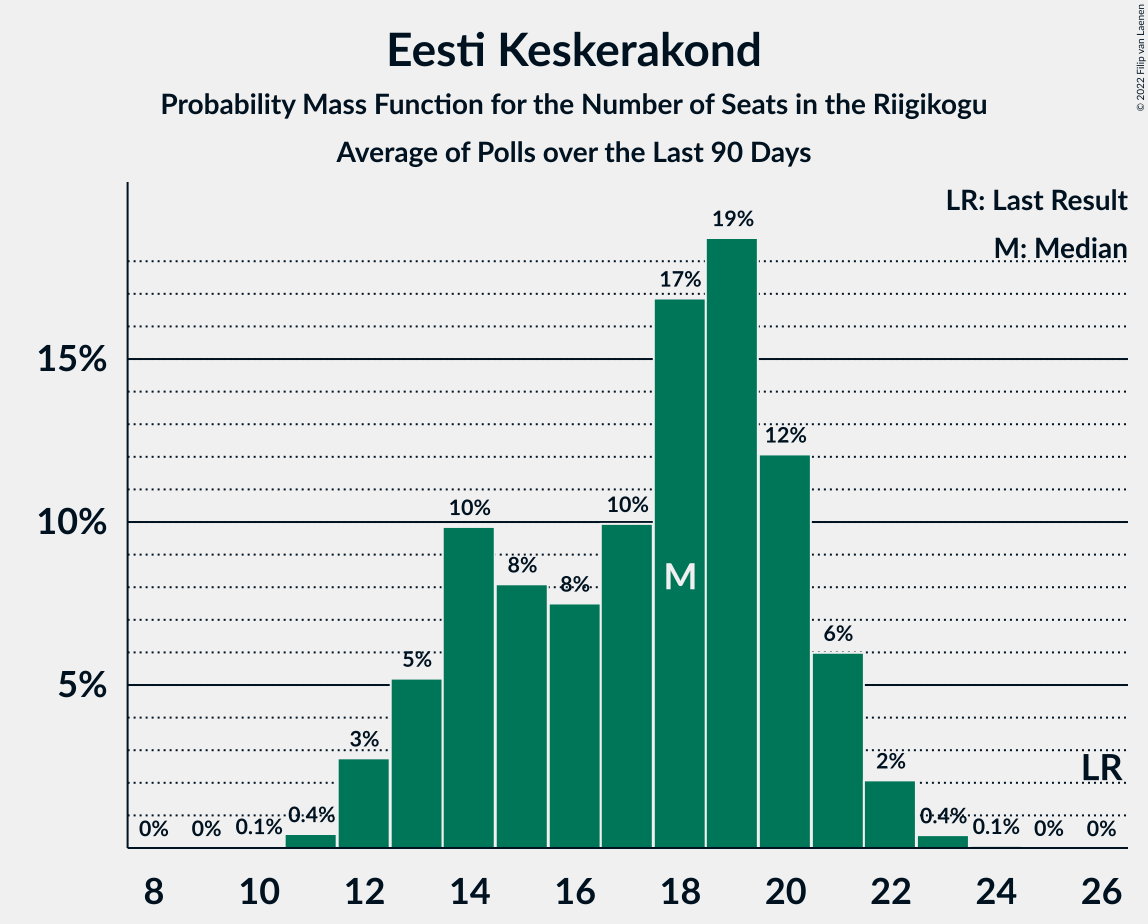 Eesti Keskerakond
Probability Mass Function for the Number of Seats in the Riigikogu
Average of Polls over the Last 90 Days
© 2022 Filip van Laenen
LR: Last Result
M: Median
19%
17%
15%
12%
10%
10%
10%
8%
8%
M
6%
5%
5%
3%
2%
LR
0%
0%
0.1%
0.4%
0.4%
0.1%
0%
0%
8 10 12 14 16 18 20 22 24 26